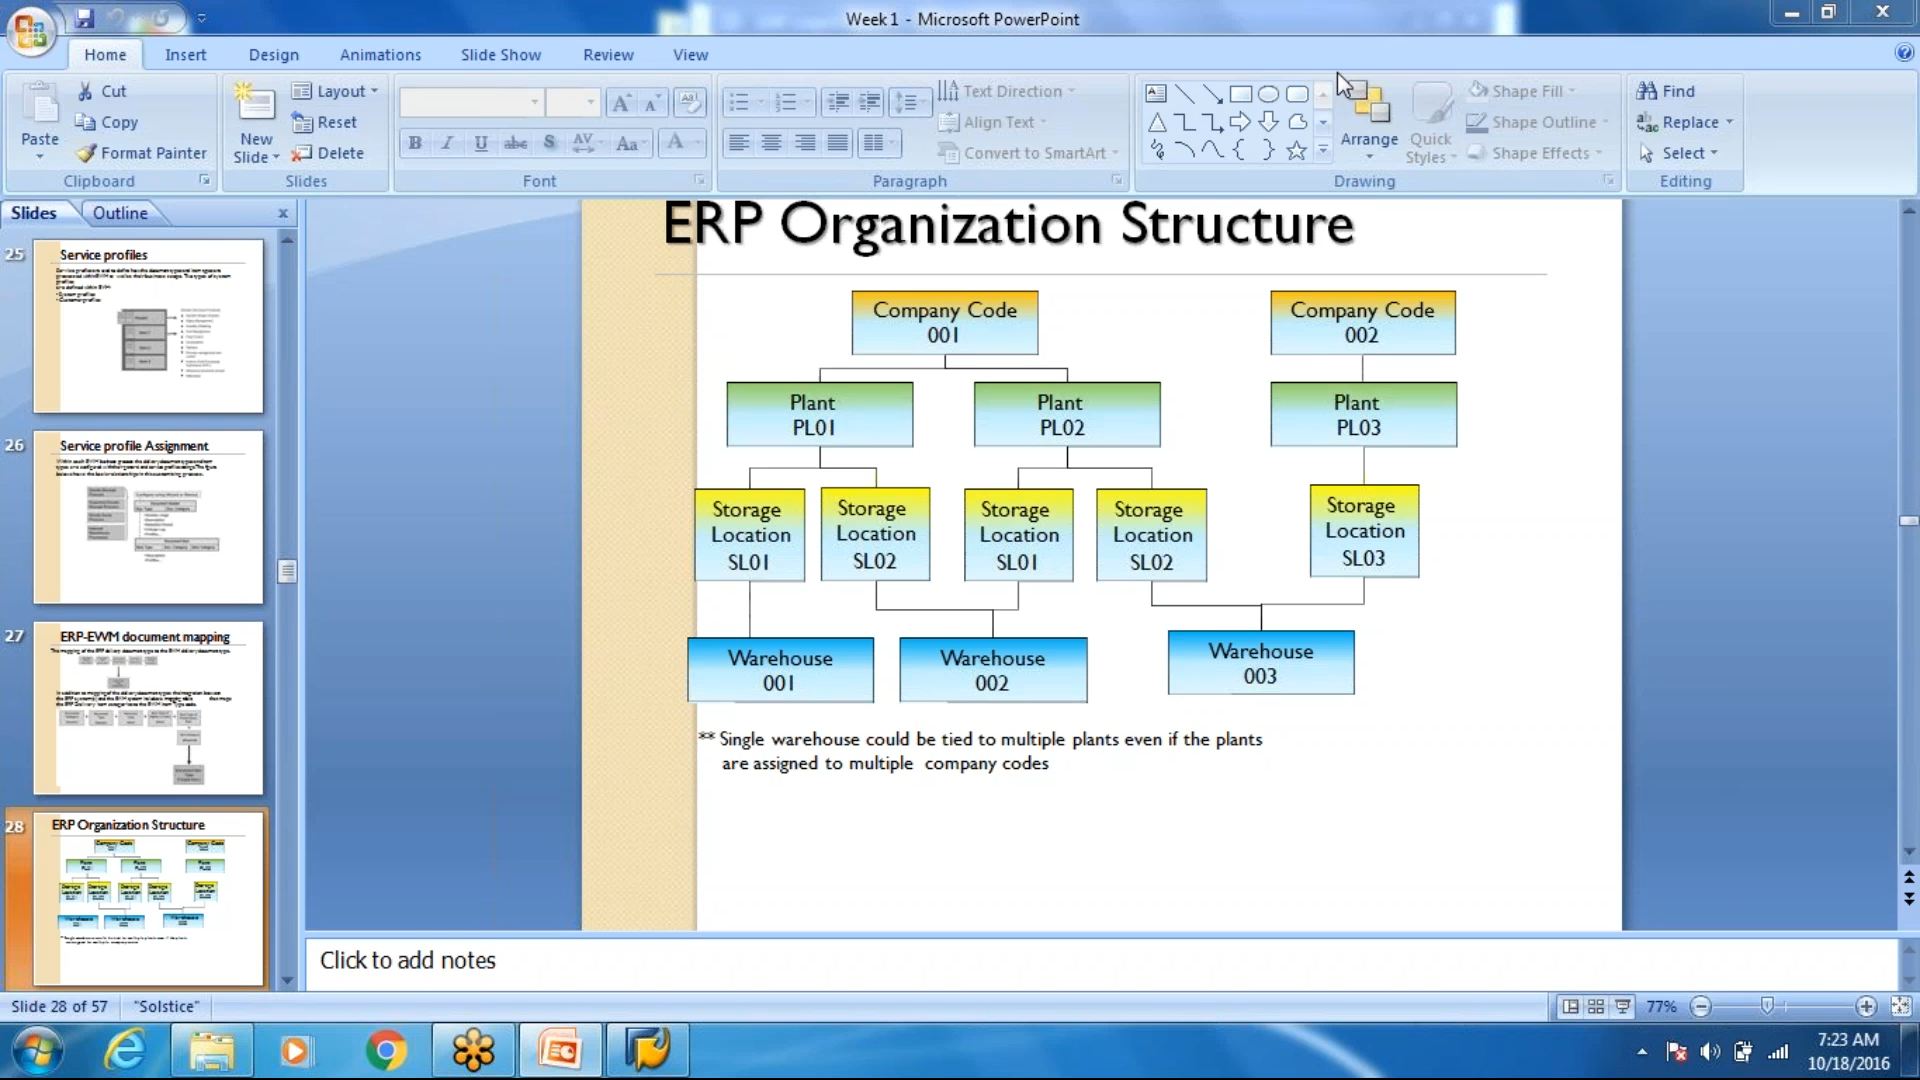 Week 1 - Microsoft PowerPoint
Home Insert Design Animations Slide Show Review View
Paste
Cut
Copy
Format Painter
Clipboard
New
Slide
Layout
Reset
Delete
Slides
Font
Text Direction
Align Text
Convert to SmartArt
Paragraph
Arrange
Quick
Styles
Shape Fill
Shape Outline
Shape Effects
Drawing
Find
Replace
Select
Editing
Slides Outline
25
Service profiles
26
Service profile Assignment
27
ERP-EWM document mapping
28
ERP Organization Structure
ERP Organization Structure
Company Code
001
Company Code
002
Plant
PL01
Plant
PL02
Plant
PL03
Storage
Location
SL01
Storage
Location
SL02
Storage
Location
SL01
Storage
Location
SL02
Storage
Location
SL03
Warehouse
001
Warehouse
002
Warehouse
003
** Single warehouse could be tied to multiple plants even if the plants
are assigned to multiple company codes
Click to add notes
Slide 28 of 57 "Solstice" 77%
7:23 AM
10/18/2016